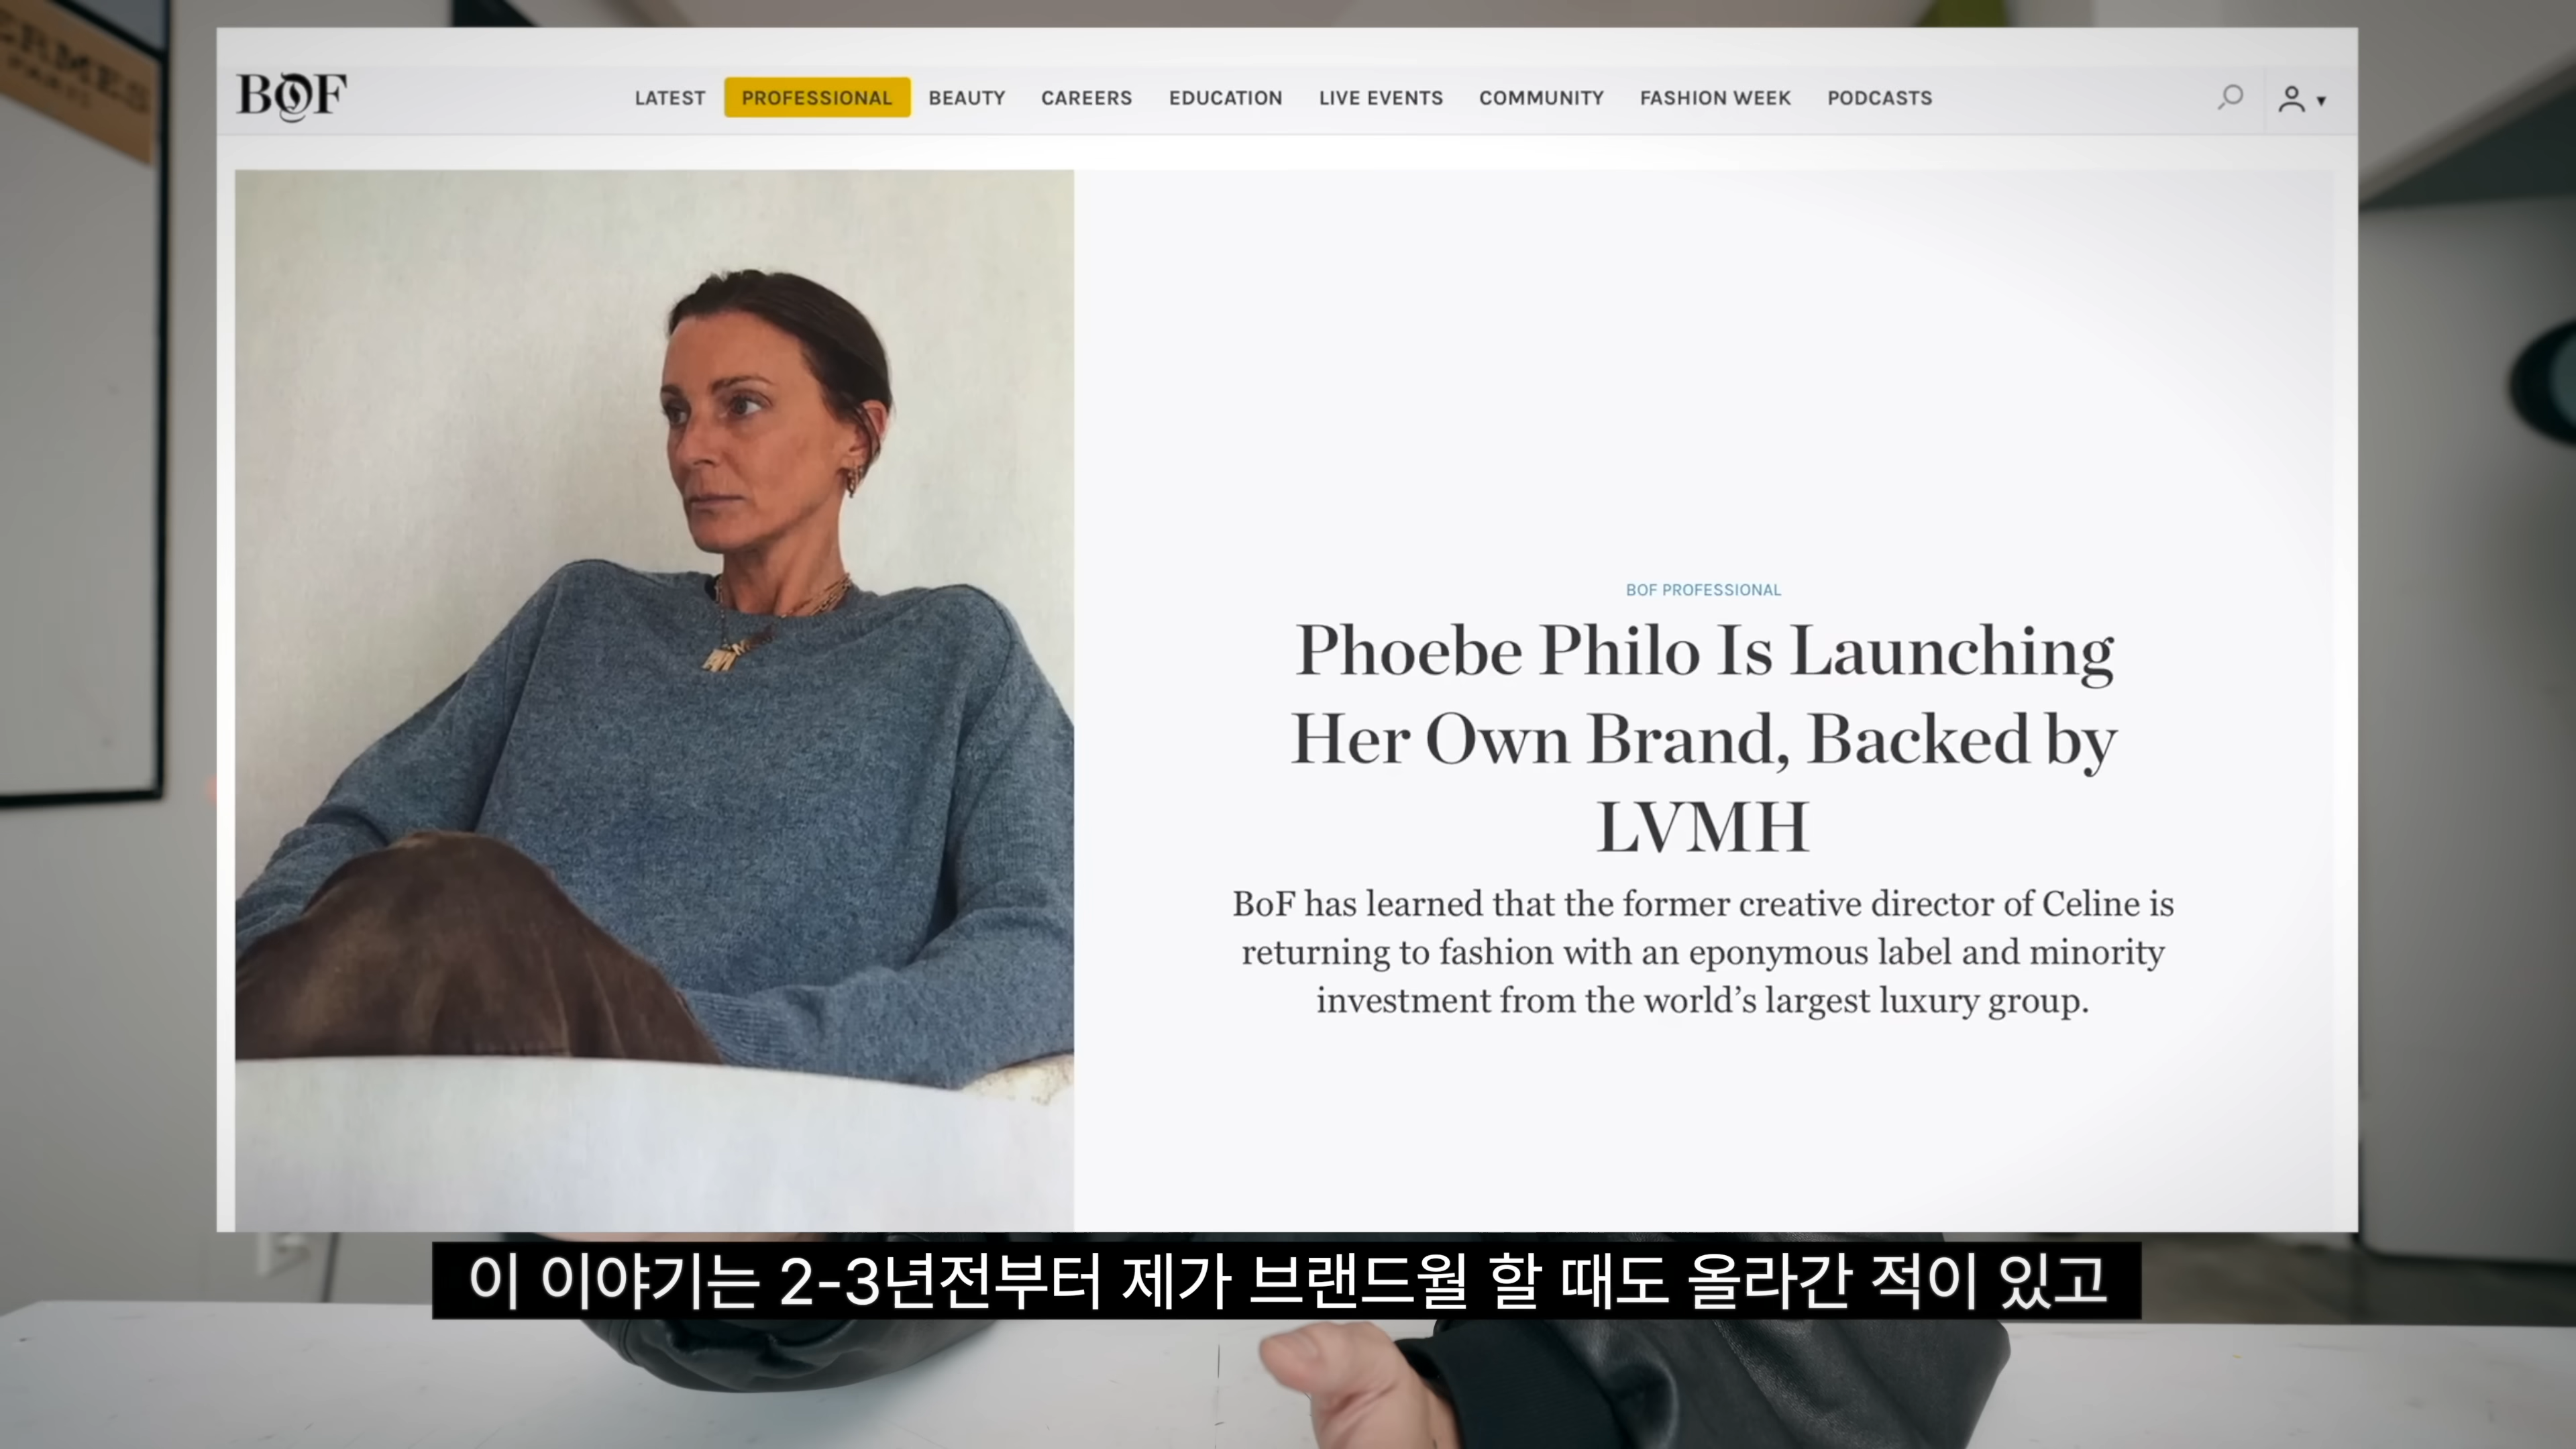 BOF
LATEST PROFESSIONAL BEAUTY CAREERS EDUCATION LIVE EVENTS COMMUNITY FASHION WEEK PODCASTS
BOF PROFESSIONAL
Phoebe Philo Is Launching
Her Own Brand, Backed by
LVMH
BoF has learned that the former creative director of Celine is
returning to fashion with an eponymous label and minority
investment from the world’s largest luxury group.
이 이야기는 2-3년전부터 제가 브랜드월 할 때도 올라간 적이 있고